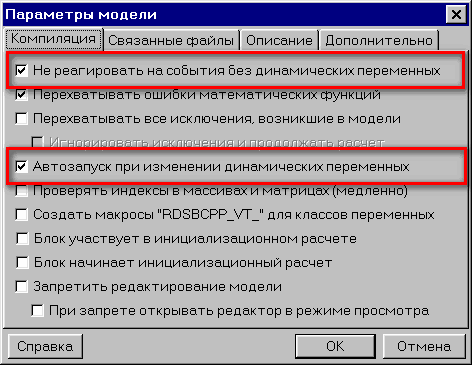 Параметры модели
Компиляция Связанные файлы Описание Дополнительно
Не реагировать на события без динамических переменных
Перехватывать ошибки математических функций
Перехватывать все исключения, возникшие в модели
Игнорировать исключения и продолжать расчет
Автозапуск при изменении динамических переменных
Проверять индексы в массивах и матрицах (медленно)
Создать макросы "RDSBCPP_VT_" для классов переменных
Блок участвует в инициализационном расчете
Блок начинает инициализационный расчет
Запретить редактирование модели
При запрете открывать редактор в режиме просмотра
Справка OK Отмена